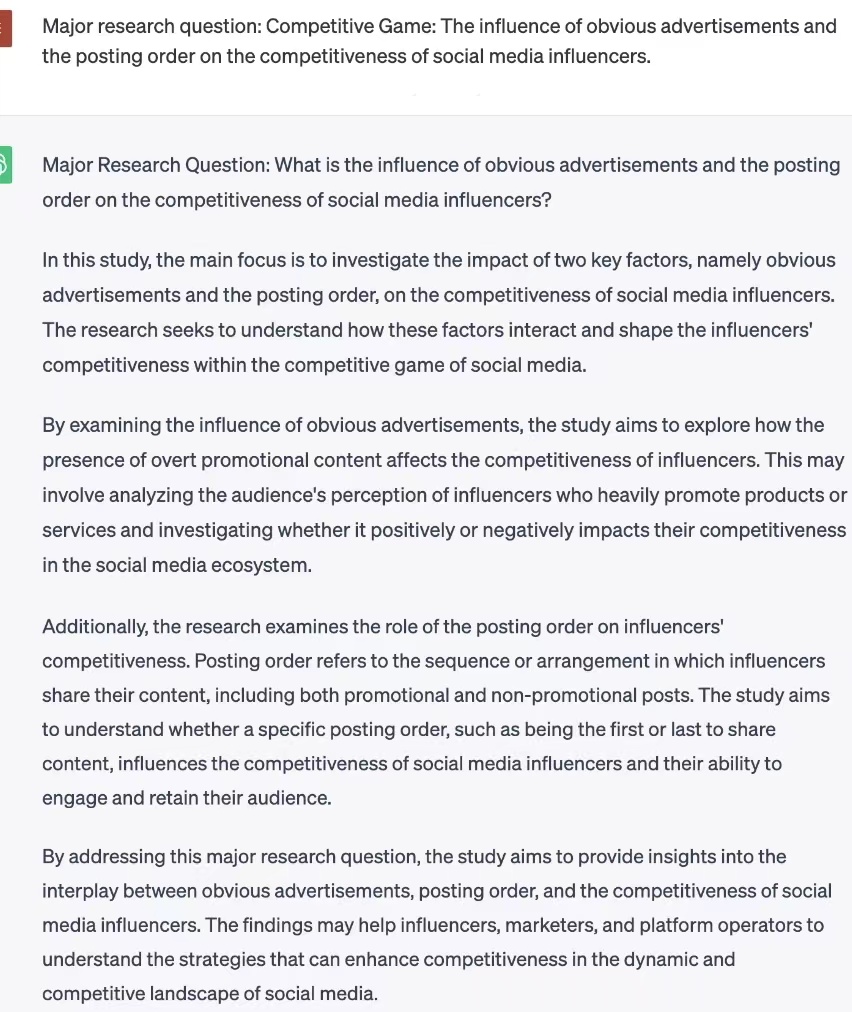 Major research question: Competitive Game: The influence of obvious advertisements and
the posting order on the competitiveness of social media influencers.
Major Research Question: What is the influence of obvious advertisements and the posting
order on the competitiveness of social media influencers?
In this study, the main focus is to investigate the impact of two key factors, namely obvious
advertisements and the posting order, on the competitiveness of social media influencers.
The research seeks to understand how these factors interact and shape the influencers'
competitiveness within the competitive game of social media.
By examining the influence of obvious advertisements, the study aims to explore how the
presence of overt promotional content affects the competitiveness of influencers. This may
involve analyzing the audience's perception of influencers who heavily promote products or
services and investigating whether it positively or negatively impacts their competitiveness
in the social media ecosystem.
Additionally, the research examines the role of the posting order on influencers'
competitiveness. Posting order refers to the sequence or arrangement in which influencers
share their content, including both promotional and non-promotional posts. The study aims
to understand whether a specific posting order, such as being the first or last to share
content, influences the competitiveness of social media influencers and their ability to
engage and retain their audience.
By addressing this major research question, the study aims to provide insights into the
interplay between obvious advertisements, posting order, and the competitiveness of social
media influencers. The findings may help influencers, marketers, and platform operators to
understand the strategies that can enhance competitiveness in the dynamic and
competitive landscape of social media.